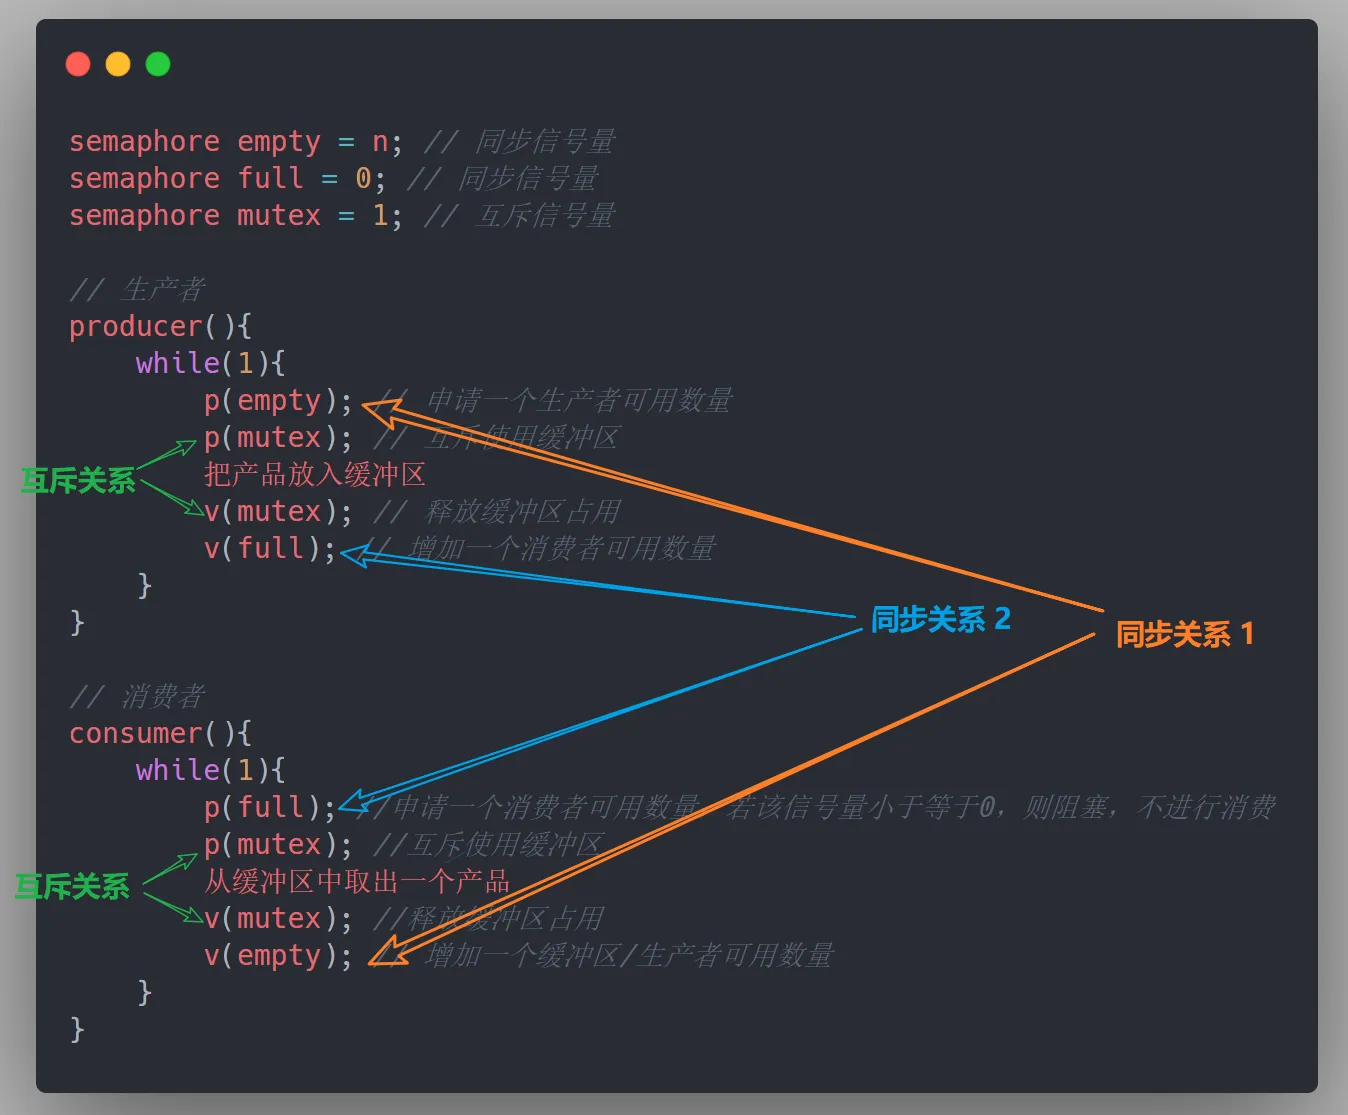 semaphore empty = n; // 同步信号量
semaphore full = 0; // 同步信号量
semaphore mutex = 1; // 互斥信号量
// 生产者
producer(){
while(1){
p(empty); // 申请一个生产者可用数量
p(mutex); // 互斥使用缓冲区
互斥关系
把产品放入缓冲区
v(mutex); // 释放缓冲区占用
v(full); // 增加一个消费者可用数量
}
}
同步关系 2
同步关系 1
// 消费者
consumer(){
while(1){
p(full); //申请一个消费者可用数量，若该信号量小于等于0，则阻塞，不进行消费
p(mutex); //互斥使用缓冲区
互斥关系
从缓冲区中取出一个产品
v(mutex); //释放缓冲区占用
v(empty); // 增加一个缓冲区/生产者可用数量
}
}